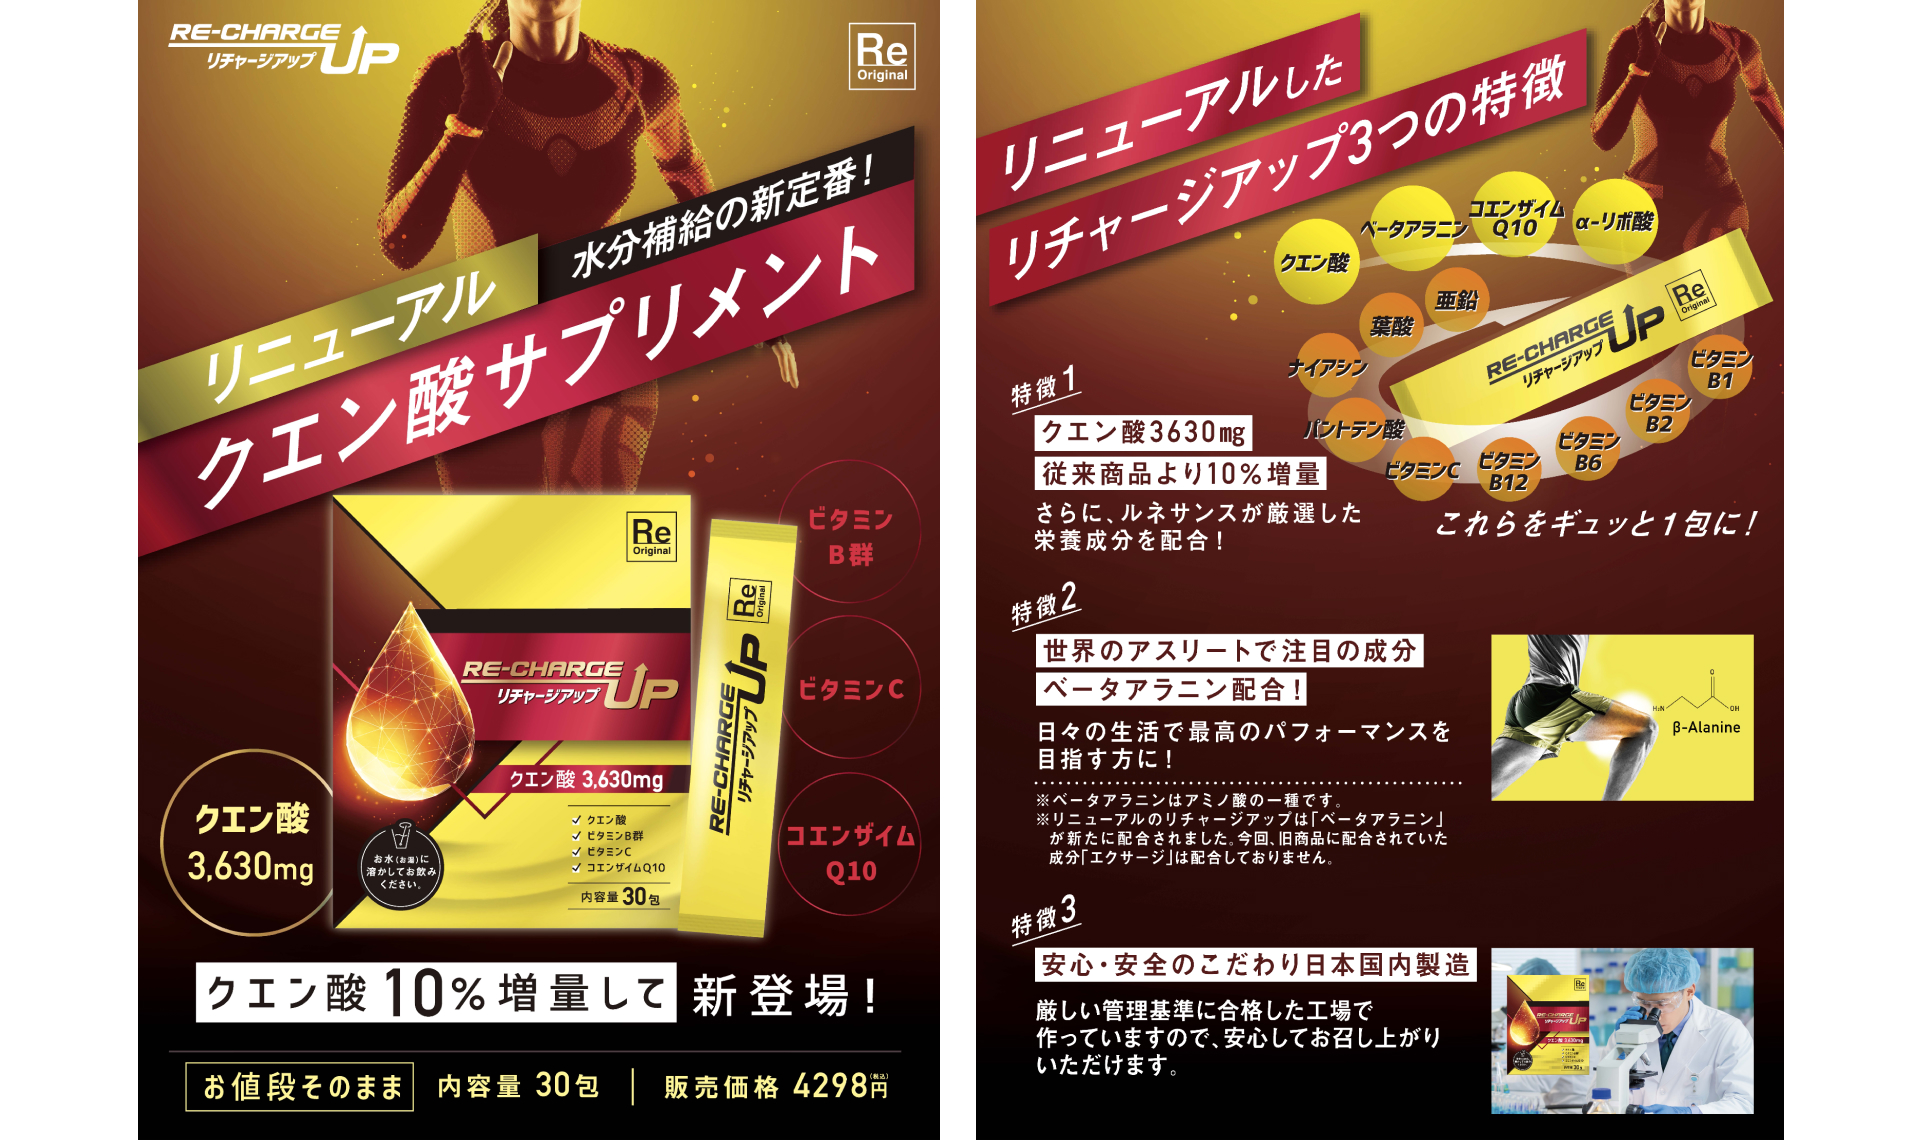 RE-CHARGE UP
リチャージアップ
Re
Original
水分補給の新定番！
リニューアル
クエン酸サプリメント
Re
Original
RE-CHARGE UP
リチャージアップ
クエン酸 3,630mg
クエン酸
ビタミンB群
ビタミンC
コエンザイムQ10
内容量 30包
お水(お湯)に
溶かしてお飲み
ください。
Re
Original
RE-CHARGE UP
リチャージアップ
クエン酸
3,630mg
ビタミン
B群
ビタミンC
コエンザイム
Q10
クエン酸 10%増量して 新登場！
お値段そのまま 内容量 30包 販売価格 4298円(税込)
リニューアルした
リチャージアップ3つの特徴
クエン酸
ベータアラニン
コエンザイム
Q10
α-リポ酸
亜鉛
葉酸
ナイアシン
パントテン酸
ビタミンC
ビタミン
B12
ビタミン
B6
ビタミン
B2
ビタミン
B1
RE-CHARGE UP
リチャージアップ
Re
Original
これらをギュッと1包に！
特徴1
クエン酸3630㎎
従来商品より10%増量
さらに、ルネサンスが厳選した
栄養成分を配合！
特徴2
世界のアスリートで注目の成分
ベータアラニン配合！
日々の生活で最高のパフォーマンスを
目指す方に！
※ベータアラニンはアミノ酸の一種です。
※リニューアルのリチャージアップは「ベータアラニン」
が新たに配合されました。今回、旧商品に配合されていた
成分「エクサージ」は配合しておりません。
O
H₂N
OH
β-Alanine
特徴3
安心・安全のこだわり日本国内製造
厳しい管理基準に合格した工場で
作っていますので、安心してお召し上がり
いただけます。
Re
RE-CHARGE UP
リチャージアップ
クエン酸 3,630mg